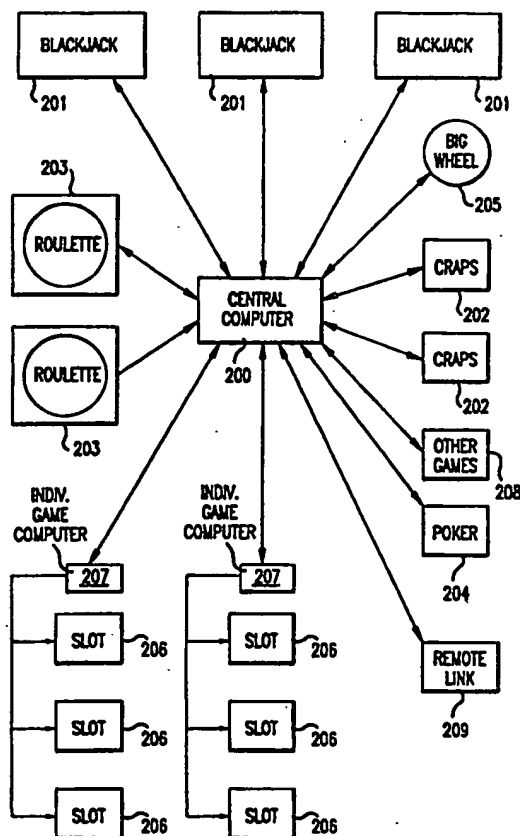 BLACKJACK
BLACKJACK
BLACKJACK
201
201
201
203
BIG
WHEEL
205
ROULETTE
CRAPS
202
CENTRAL
COMPUTER
200
ROULETTE
203
CRAPS
202
OTHER
GAMES
208
POKER
204
INDIV.
GAME
COMPUTER
207
INDIV.
GAME
COMPUTER
207
SLOT
206
SLOT
206
REMOTE
LINK
209
SLOT
206
SLOT
206
SLOT
206
SLOT
206